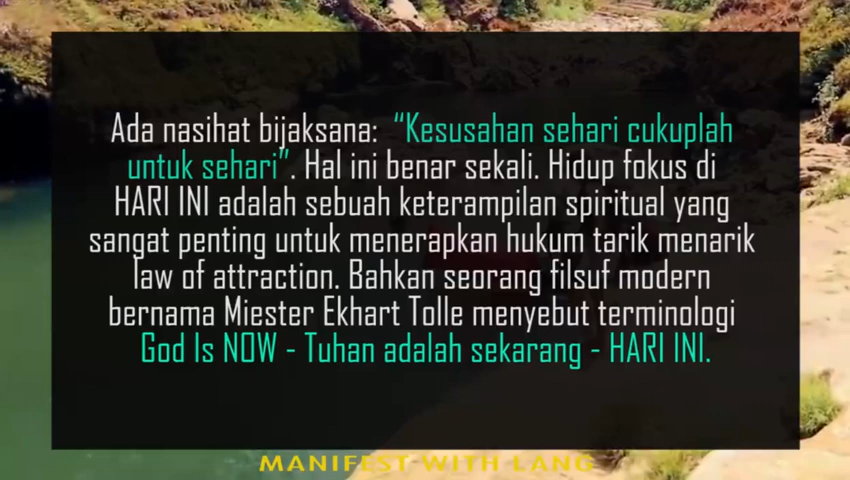 Ada nasihat bijaksana: “Kesusahan sehari cukuplah
untuk sehari”. Hal ini benar sekali. Hidup fokus di
HARI INI adalah sebuah keterampilan spiritual yang
sangat penting untuk menerapkan hukum tarik menarik
law of attraction. Bahkan seorang filsuf modern
bernama Miester Ekhart Tolle menyebut terminologi
God Is NOW - Tuhan adalah sekarang - HARI INI.
MANIFEST WITH LANG